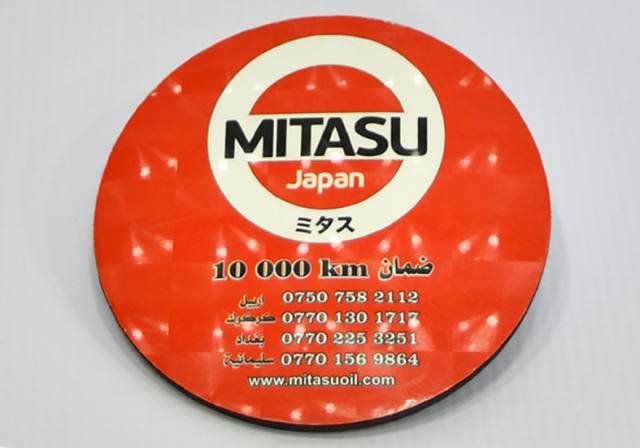 MITASU
Japan
ミタス
ضمان 10 000 km
اربيل 0750 758 2112
كركوك 0770 130 1717
بغداد 0770 225 3251
سليمانية 0770 156 9864
www.mitasuoil.com